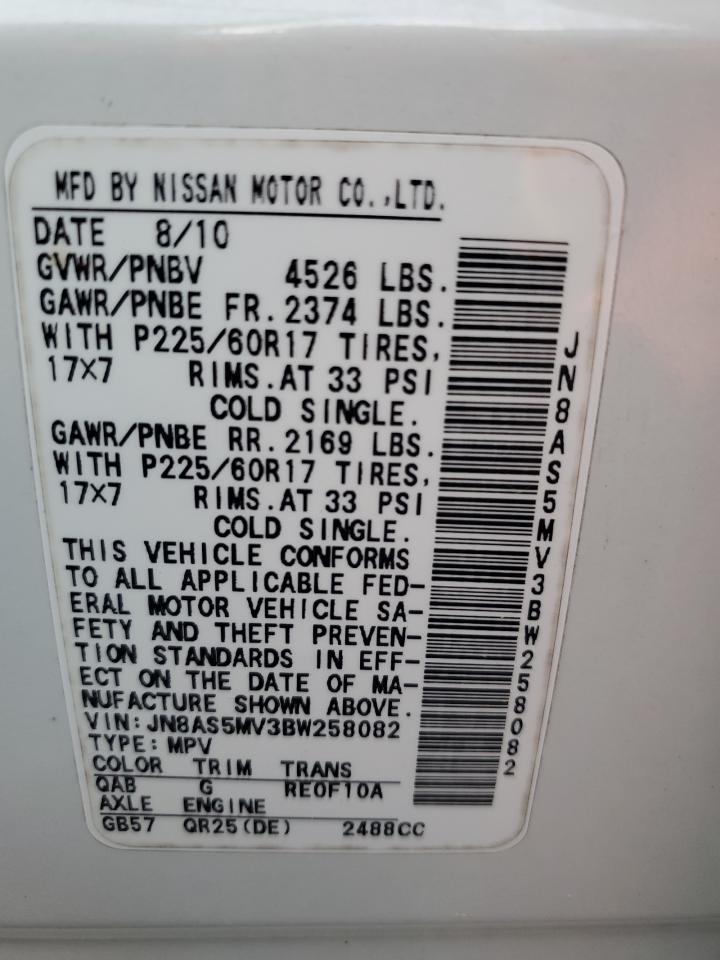 MFD BY NISSAN MOTOR CO.,LTD.
DATE 8/10
GVWR/PNBV 4526 LBS.
GAWR/PNBE FR. 2374 LBS.
WITH P225/60R17 TIRES,
17×7 RIMS. AT 33 PSI
COLD SINGLE.
GAWR/PNBE RR. 2169 LBS.
WITH P225/60R17 TIRES,
17×7 RIMS. AT 33 PSI
COLD SINGLE.
THIS VEHICLE CONFORMS
TO ALL APPLICABLE FED-
ERAL MOTOR VEHICLE SA-
FETY AND THEFT PREVEN-
TION STANDARDS IN EFF-
ECT ON THE DATE OF MA-
NUFACTURE SHOWN ABOVE.
VIN: JN8AS5MV3BW258082
TYPE: MPV
COLOR TRIM TRANS
QAB G RE0F10A
AXLE ENGINE
GB57 QR25(DE) 2488CC
JN8AS5MV3BW258082